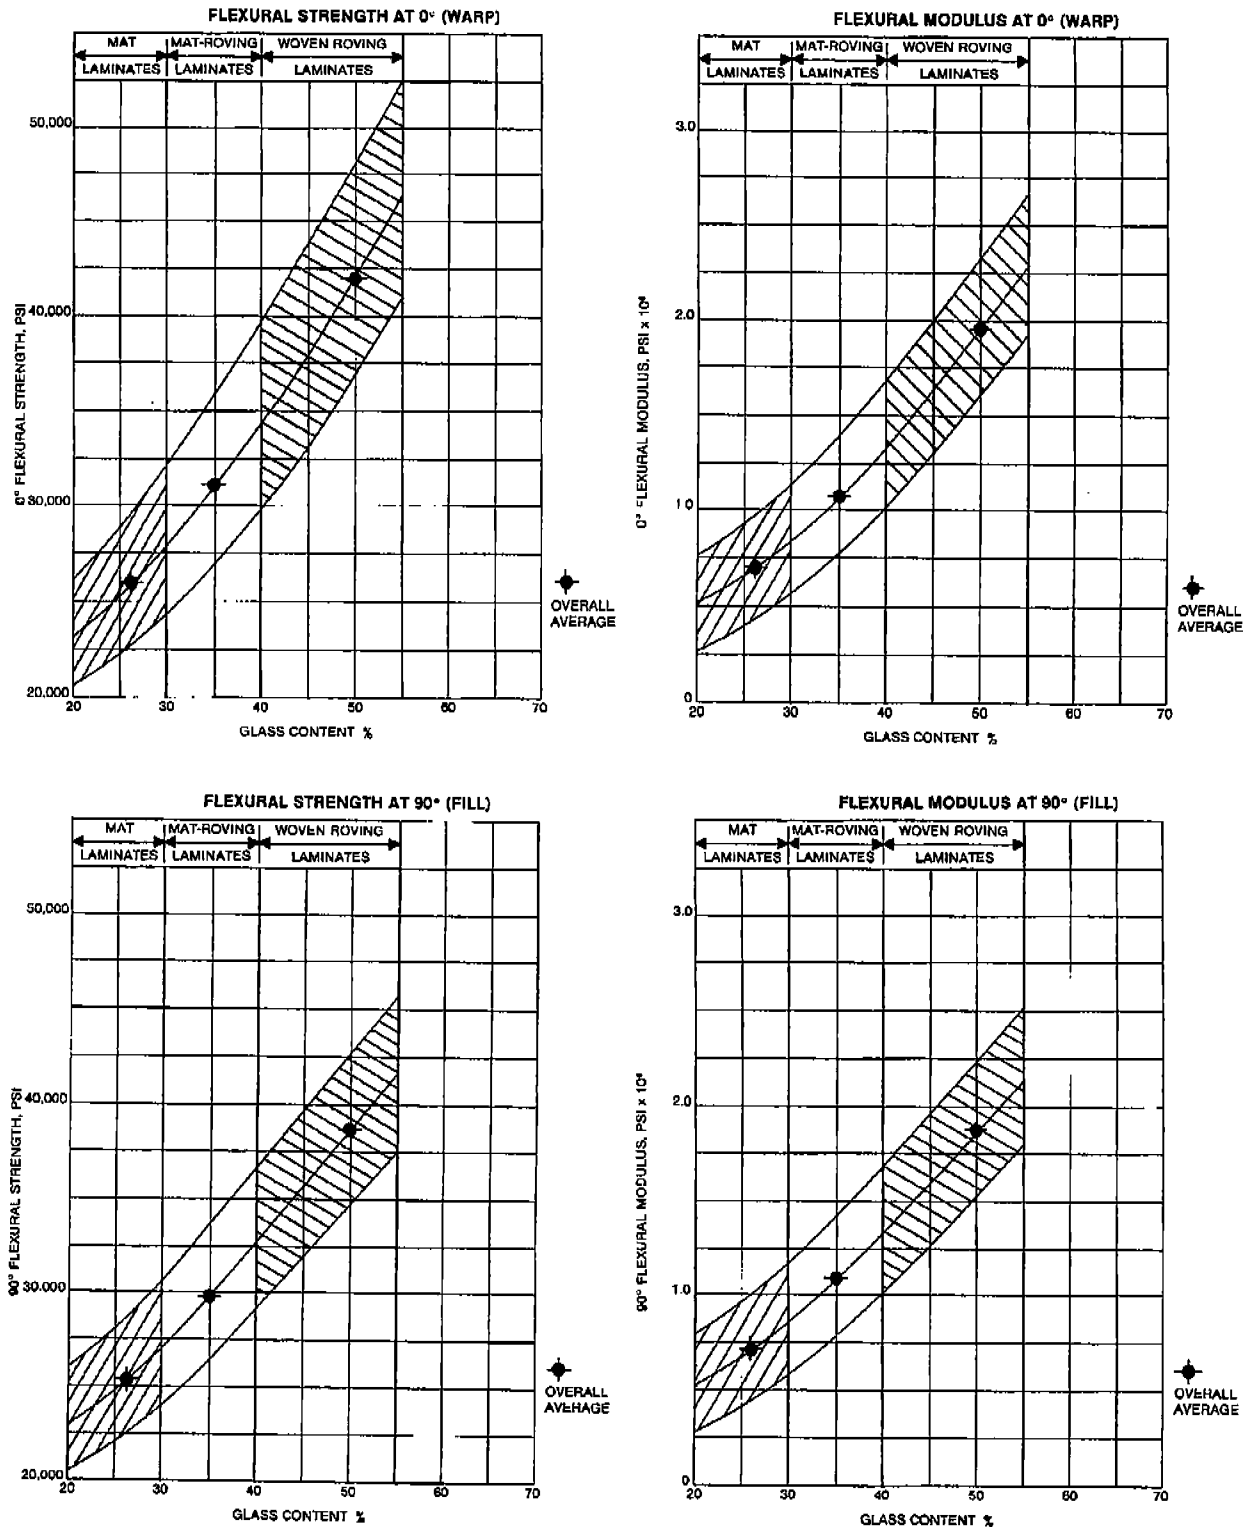 FLEXURAL STRENGTH AT 0° (WARP)
MAT
MAT-ROVING
WOVEN ROVING
LAMINATES
LAMINATES
LAMINATES
50,000
40,000
30,000
20,000
0° FLEXURAL STRENGTH, PSI
20
30
40
50
60
70
GLASS CONTENT %
OVERALL
AVERAGE
FLEXURAL MODULUS AT 0° (WARP)
MAT
MAT-ROVING
WOVEN ROVING
LAMINATES
LAMINATES
LAMINATES
3.0
2.0
1.0
0
0° FLEXURAL MODULUS, PSI x 10⁶
20
30
40
50
60
70
GLASS CONTENT %
OVERALL
AVERAGE
FLEXURAL STRENGTH AT 90° (FILL)
MAT
MAT-ROVING
WOVEN ROVING
LAMINATES
LAMINATES
LAMINATES
50,000
40,000
30,000
20,000
90° FLEXURAL STRENGTH, PSI
20
30
40
50
60
70
GLASS CONTENT %
OVERALL
AVERAGE
FLEXURAL MODULUS AT 90° (FILL)
MAT
MAT-ROVING
WOVEN ROVING
LAMINATES
LAMINATES
LAMINATES
3.0
2.0
1.0
0
90° FLEXURAL MODULUS, PSI x 10⁶
20
30
40
50
60
70
GLASS CONTENT %
OVERALL
AVERAGE